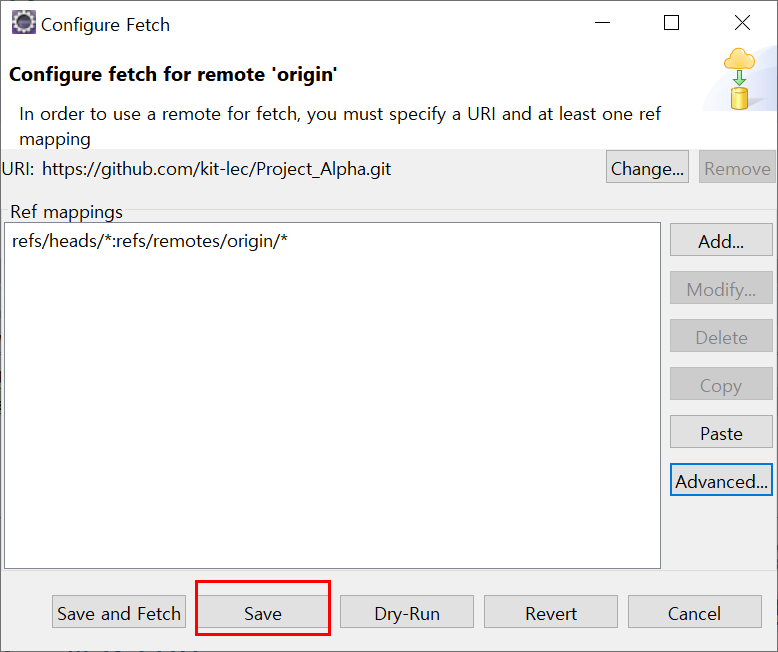 Configure Fetch
Configure fetch for remote 'origin'
In order to use a remote for fetch, you must specify a URI and at least one ref
mapping
URI: https://github.com/kit-lec/Project_Alpha.git
Change...
Remove
Ref mappings
refs/heads/*:refs/remotes/origin/*
Add...
Modify...
Delete
Copy
Paste
Advanced...
Save and Fetch
Save
Dry-Run
Revert
Cancel